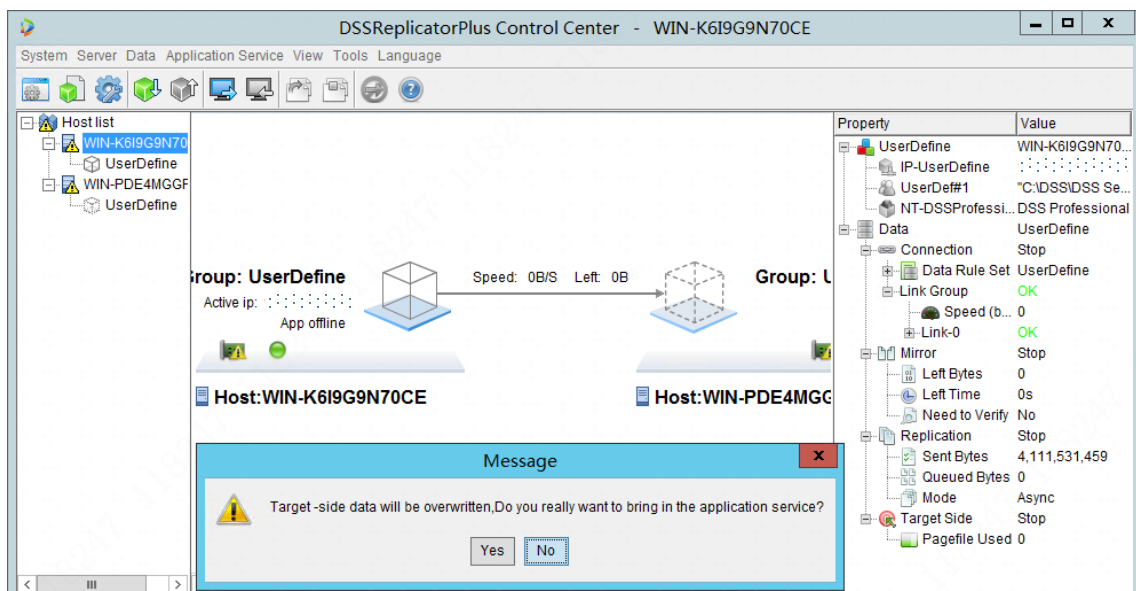 DSSReplicatorPlus Control Center - WIN-K6I9G9N70CE
System Server Data Application Service View Tools Language
Host list
WIN-K6I9G9N70
UserDefine
WIN-PDE4MGGF
UserDefine
Group: UserDefine
Active ip:
App offline
Speed: 0B/S Left: 0B
Group: U
Host:WIN-K6I9G9N70CE
Host:WIN-PDE4MGG
Property Value
UserDefine WIN-K6I9G9N70...
IP-UserDefine
UserDef#1 "C:\DSS\DSS Se...
NT-DSSProfessi... DSS Professional
Data UserDefine
Connection Stop
Data Rule Set UserDefine
Link Group OK
Speed (b... 0
Link-0 OK
Mirror Stop
Left Bytes 0
Left Time 0s
Need to Verify No
Replication Stop
Sent Bytes 4,111,531,459
Queued Bytes 0
Mode Async
Target Side Stop
Pagefile Used 0
Message
Target -side data will be overwritten,Do you really want to bring in the application service?
Yes No